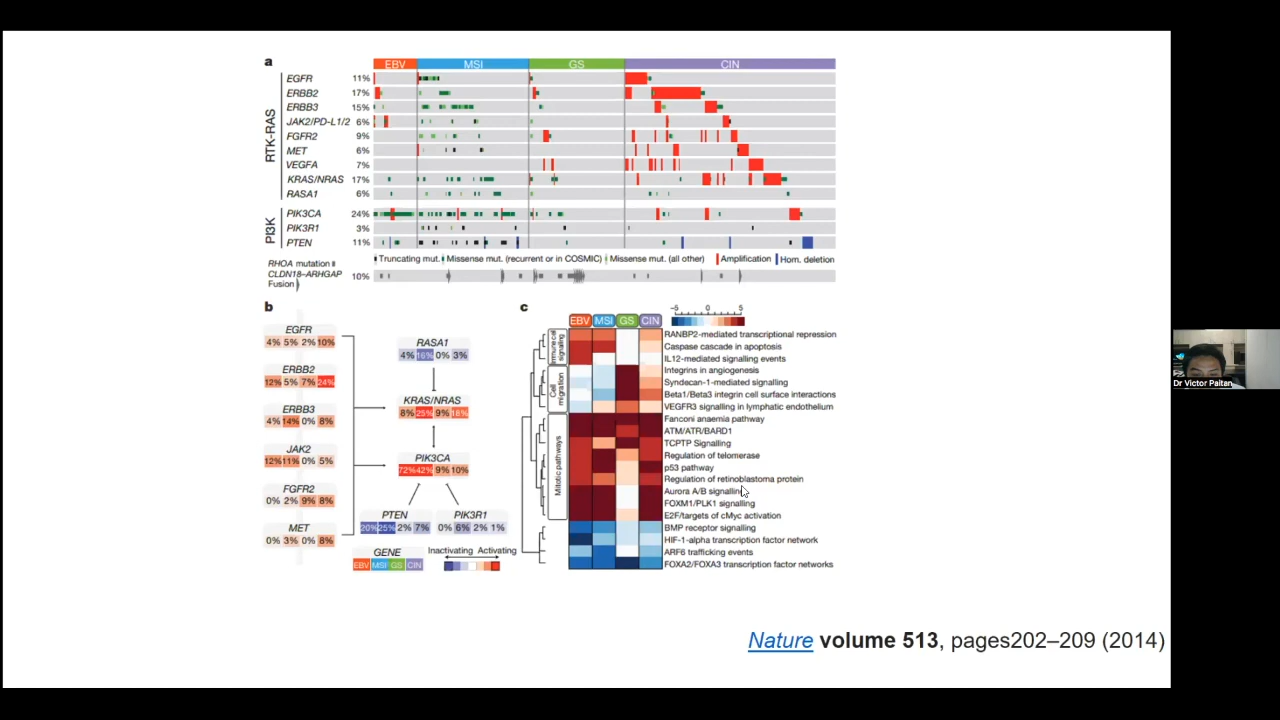 a
EBV MSI GS CIN
RTK-RAS
EGFR 11%
ERBB2 17%
ERBB3 15%
JAK2/PD-L1/2 6%
FGFR2 9%
MET 6%
VEGFA 7%
KRAS/NRAS 17%
RASA1 6%
PI3K
PIK3CA 24%
PIK3R1 3%
PTEN 11%
Truncating mut. Missense mut. (recurrent or in COSMIC) Missense mut. (all other) Amplification Hom. deletion
RHOA mutation
CLDN18–ARHGAP 10%
Fusion
b
EGFR
4% 5% 2% 10%
ERBB2
12% 5% 7% 24%
ERBB3
4% 14% 0% 8%
JAK2
12% 11% 0% 5%
FGFR2
0% 2% 9% 8%
MET
0% 3% 0% 8%
RASA1
4% 16% 0% 3%
KRAS/NRAS
8% 25% 9% 18%
PIK3CA
72% 42% 9% 10%
PTEN
20% 25% 2% 7%
PIK3R1
0% 6% 2% 1%
GENE
EBV MSI GS CIN
Inactivating Activating
c
EBV MSI GS CIN
−5 0 5
Immune cell signaling
Cell migration
Mitotic pathways
RANBP2-mediated transcriptional repression
Caspase cascade in apoptosis
IL12-mediated signalling events
Integrins in angiogenesis
Syndecan-1-mediated signalling
Beta1/Beta3 integrin cell surface interactions
VEGFR3 signalling in lymphatic endothelium
Fanconi anaemia pathway
ATM/ATR/BARD1
TCPTP Signalling
Regulation of telomerase
p53 pathway
Regulation of retinoblastoma protein
Aurora A/B signalling
FOXM1/PLK1 signalling
E2F/targets of cMyc activation
BMP receptor signalling
HIF-1-alpha transcription factor network
ARF6 trafficking events
FOXA2/FOXA3 transcription factor networks
Nature volume 513, pages202–209 (2014)
Dr Victor Paitan